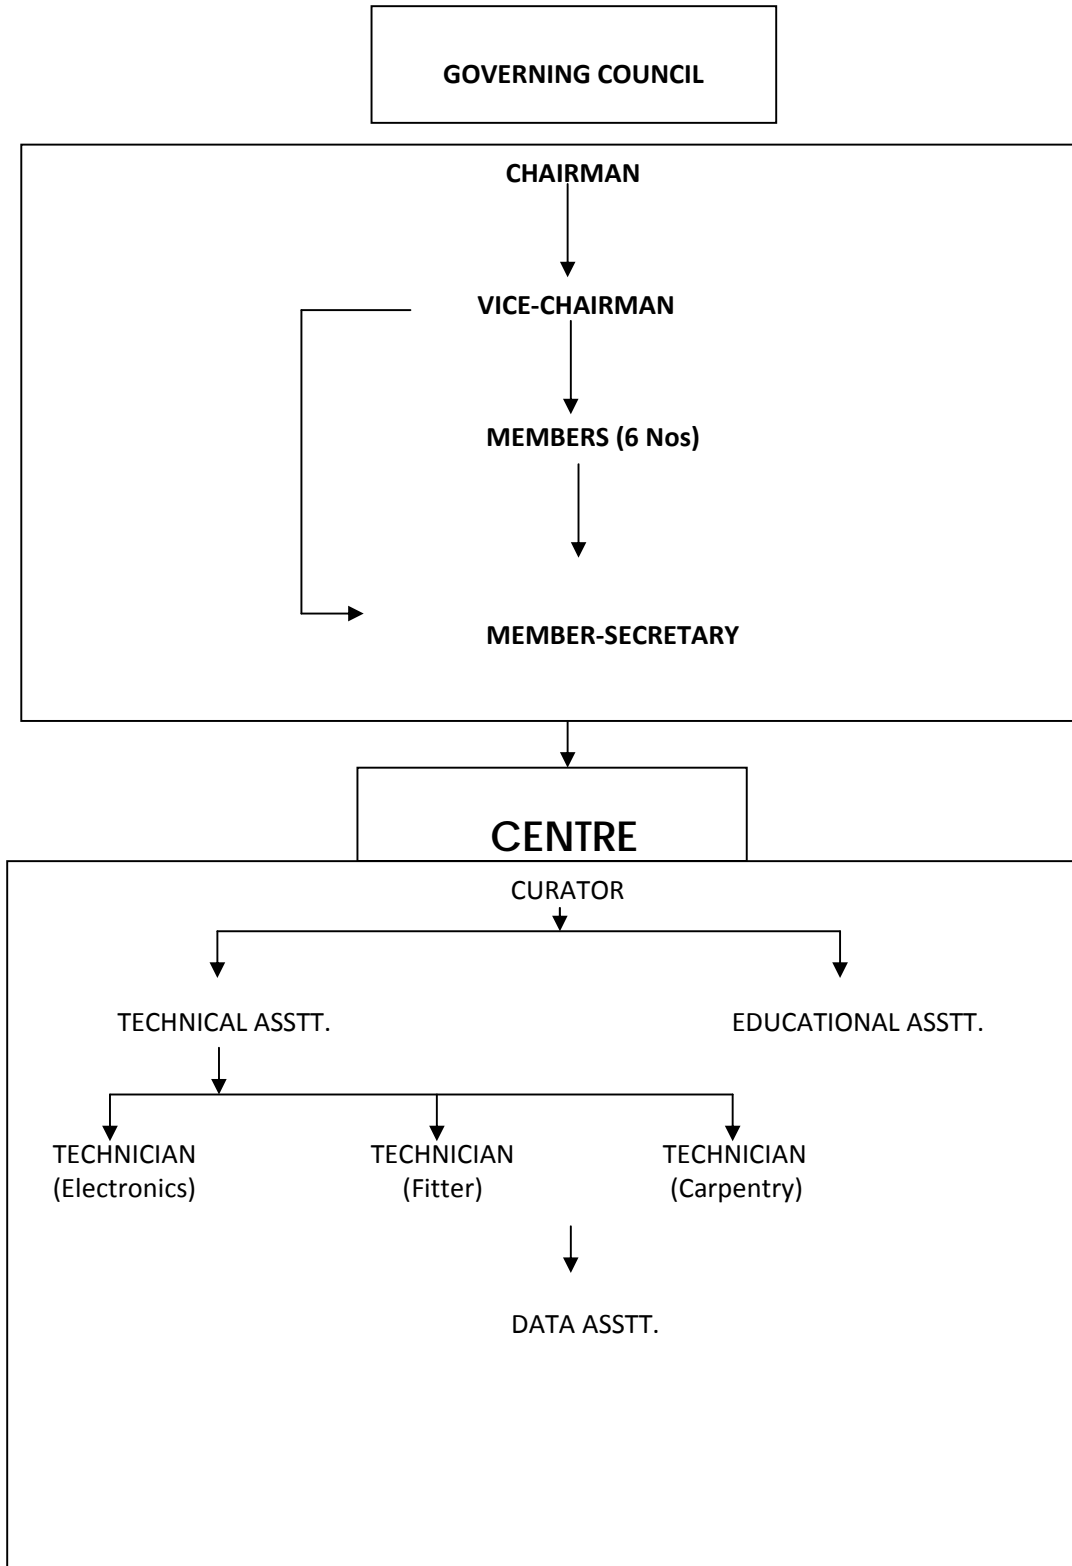 GOVERNING COUNCIL
CHAIRMAN
VICE-CHAIRMAN
MEMBERS (6 Nos)
MEMBER-SECRETARY
CENTRE
CURATOR
TECHNICAL ASSTT.
EDUCATIONAL ASSTT.
TECHNICIAN
(Electronics)
TECHNICIAN
(Fitter)
TECHNICIAN
(Carpentry)
DATA ASSTT.